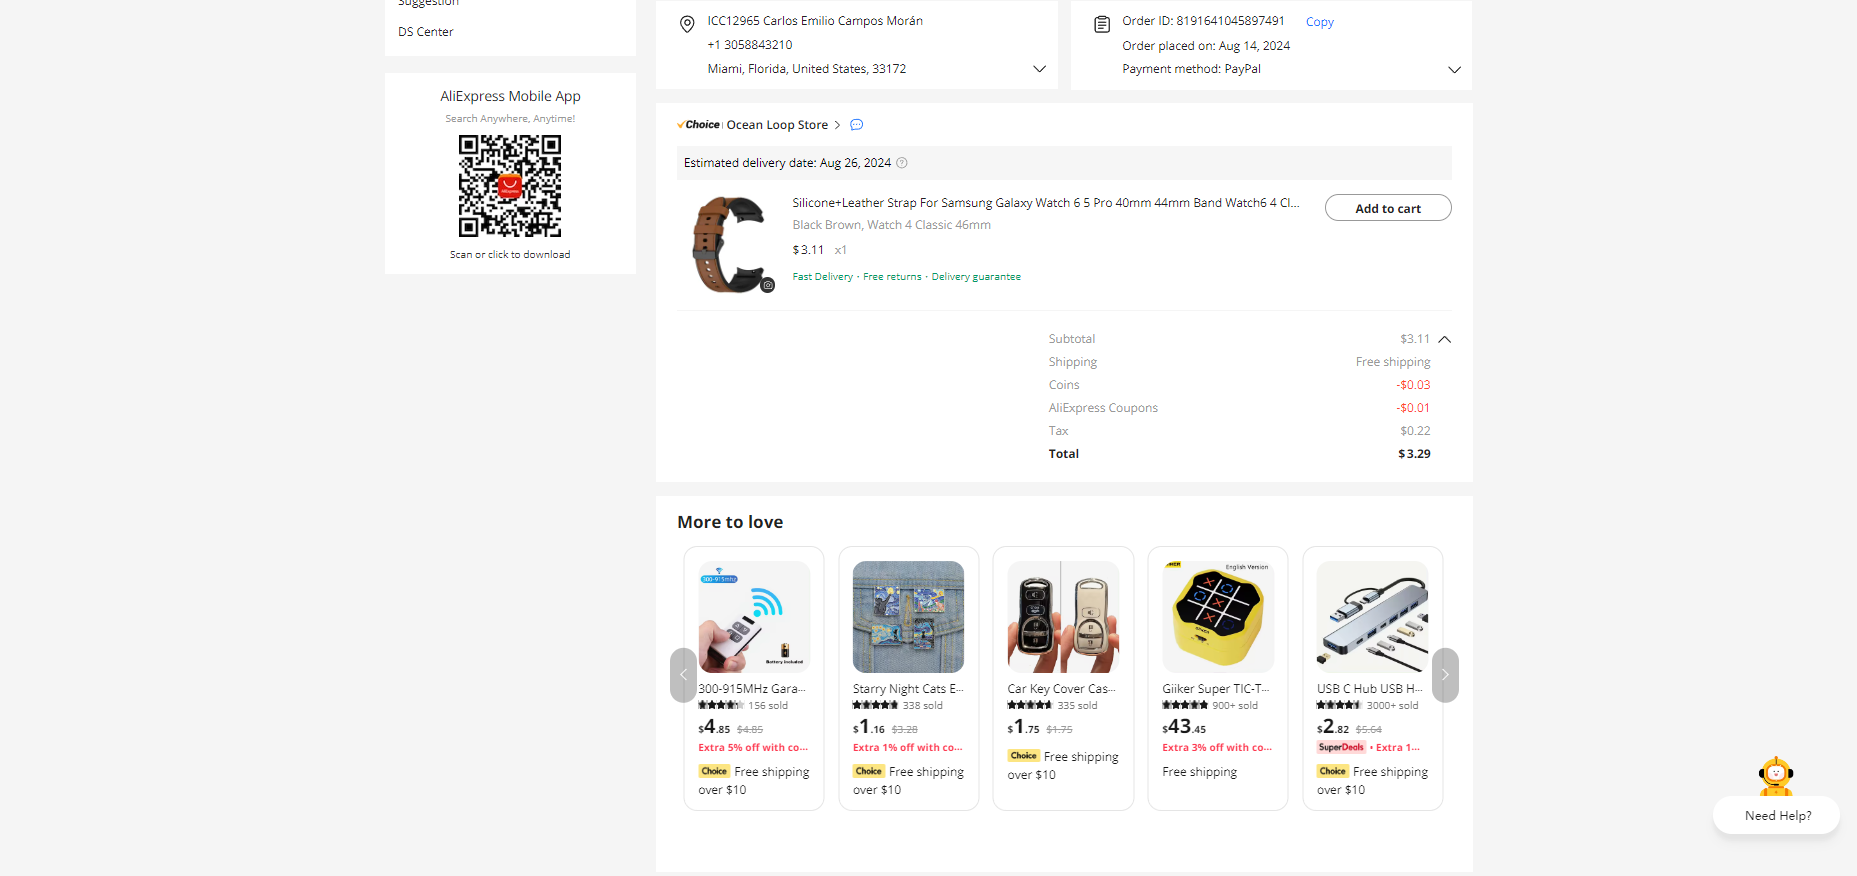 Suggestion
DS Center
AliExpress Mobile App
Search Anywhere, Anytime!
AliExpress
Scan or click to download
ICC12965 Carlos Emilio Campos Morán
+1 3058843210
Miami, Florida, United States, 33172
Order ID: 8191641045897491 Copy
Order placed on: Aug 14, 2024
Payment method: PayPal
Choice Ocean Loop Store
Estimated delivery date: Aug 26, 2024
Silicone+Leather Strap For Samsung Galaxy Watch 6 5 Pro 40mm 44mm Band Watch6 4 Cl...
Add to cart
Black Brown, Watch 4 Classic 46mm
$3.11 x1
Fast Delivery · Free returns · Delivery guarantee
Subtotal $3.11
Shipping Free shipping
Coins -$0.03
AliExpress Coupons -$0.01
Tax $0.22
Total $3.29
More to love
300-915mhz
Battery Included
300-915MHz Gara...
156 sold
$4.85 $4.85
Extra 5% off with co...
Choice Free shipping
over $10
Starry Night Cats E...
338 sold
$1.16 $3.28
Extra 1% off with co...
Choice Free shipping
over $10
Car Key Cover Cas...
335 sold
$1.75 $1.75
Choice Free shipping
over $10
English Version
Giiker Super TIC-T...
900+ sold
$43.45
Extra 3% off with co...
Free shipping
USB C Hub USB H...
3000+ sold
$2.82 $5.64
SuperDeals • Extra 1...
Choice Free shipping
over $10
Need Help?